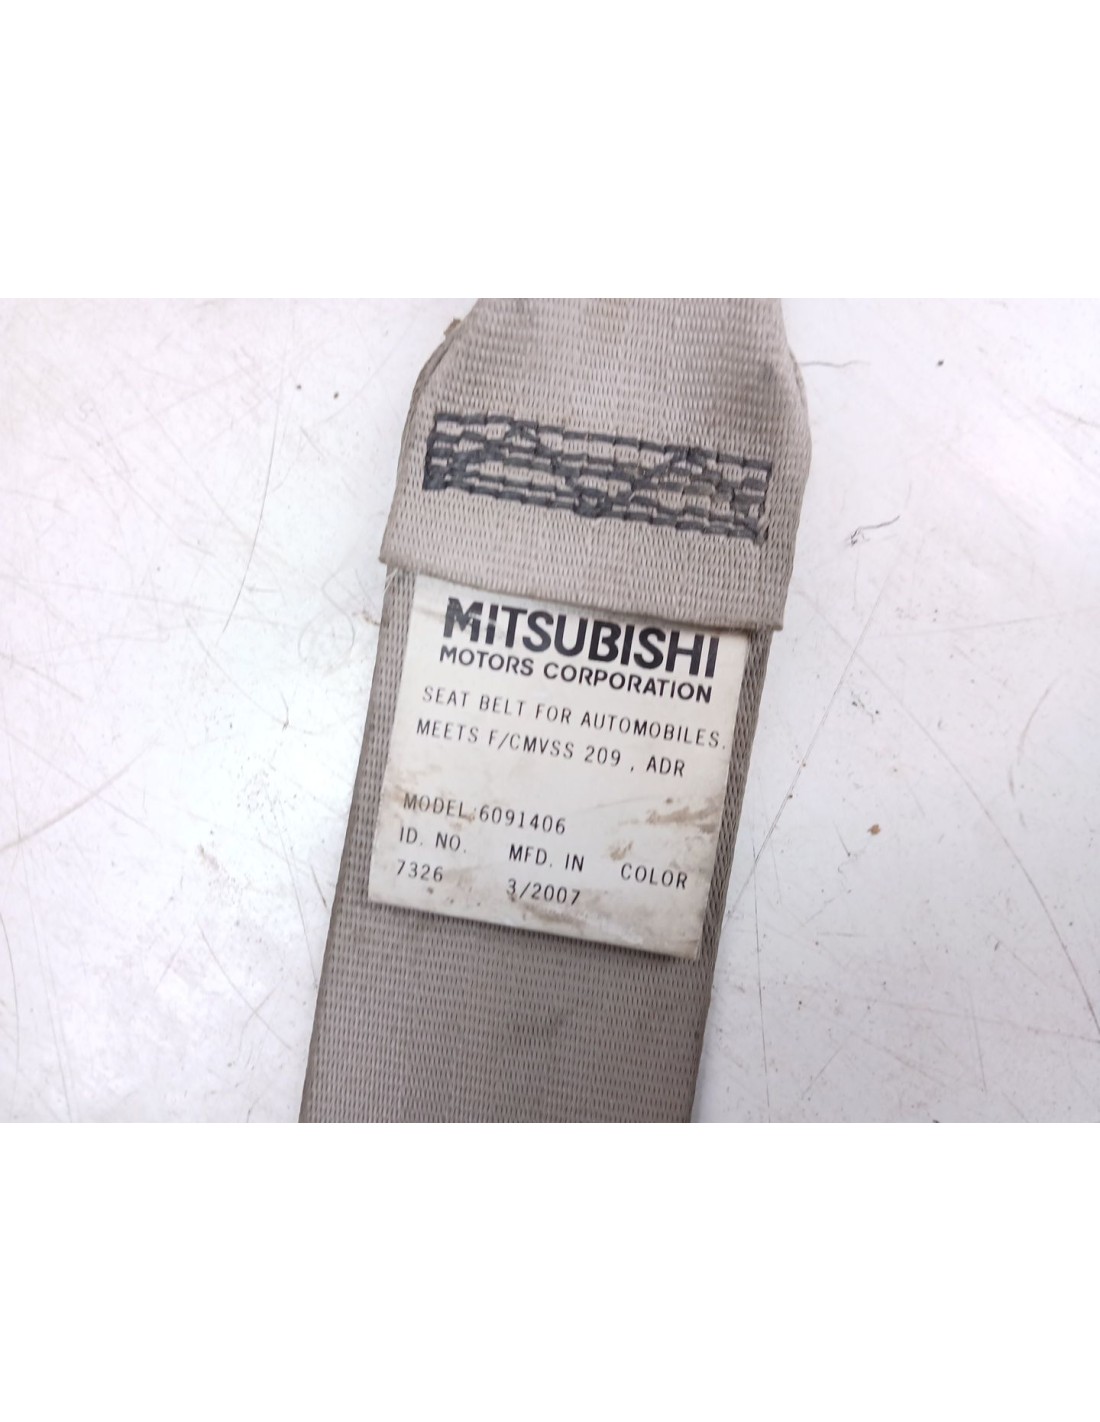 MITSUBISHI
MOTORS CORPORATION
SEAT BELT FOR AUTOMOBILES.
MEETS F/CMVSS 209 , ADR
MODEL:6091406
ID. NO. MFD. IN COLOR
7326 3/2007